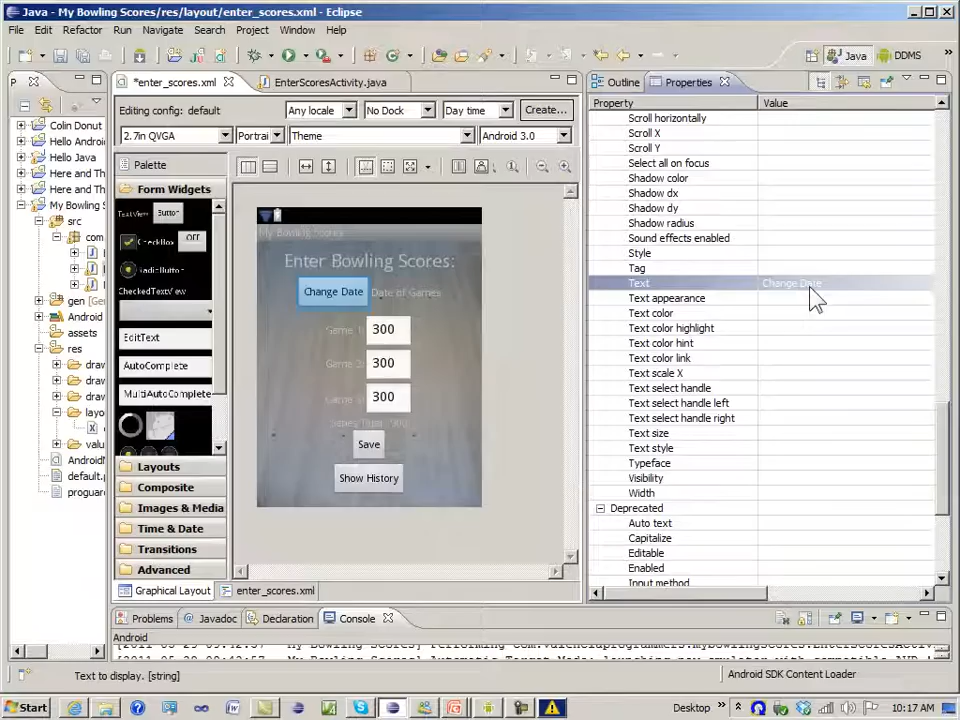 Java - My Bowling Scores/res/layout/enter_scores.xml - Eclipse
File Edit Refactor Run Navigate Search Project Window Help
Java DDMS
P
*enter_scores.xml
EnterScoresActivity.java
Outline
Properties
Editing config: default
Any locale
No Dock
Day time
Create...
2.7in QVGA
Portrai
Theme
Android 3.0
Colin Donut
Hello Android
Hello Java
Here and Th
Here and Th
My Bowling S
src
com
gen [Gen
Android
assets
res
draw
draw
draw
layo
valu
AndroidM
default.p
proguard
Palette
Form Widgets
TextView
Button
CheckBox
OFF
RadioButton
CheckedTextView
EditText
AutoComplete
MultiAutoComplete
Layouts
Composite
Images & Media
Time & Date
Transitions
Advanced
My Bowling Scores
Enter Bowling Scores:
Change Date
Date of Games
Game 1: 300
Game 2: 300
300
Save
Show History
Graphical Layout
enter_scores.xml
Property Value
Scroll horizontally
Scroll X
Scroll Y
Select all on focus
Shadow color
Shadow dx
Shadow dy
Shadow radius
Sound effects enabled
Style
Tag
Text Change Date
Text appearance
Text color
Text color highlight
Text color hint
Text color link
Text scale X
Text select handle
Text select handle left
Text select handle right
Text size
Text style
Typeface
Visibility
Width
Deprecated
Auto text
Capitalize
Editable
Enabled
Input method
Problems
Javadoc
Declaration
Console
Android
Text to display. [string]
Android SDK Content Loader
Start
Desktop
10:17 AM